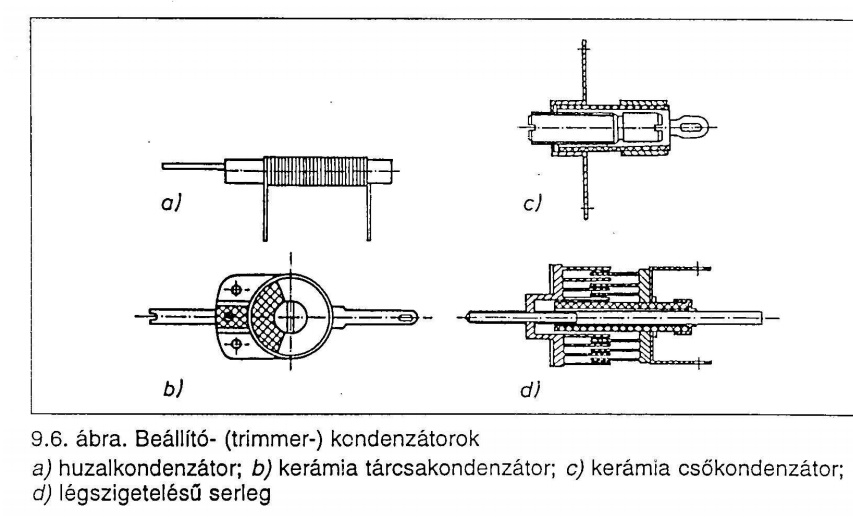 a)
c)
b)
d)
9.6. ábra. Beállító- (trimmer-) kondenzátorok
a) huzalkondenzátor; b) kerámia tárcsakondenzátor; c) kerámia csőkondenzátor;
d) légszigetelésű serleg